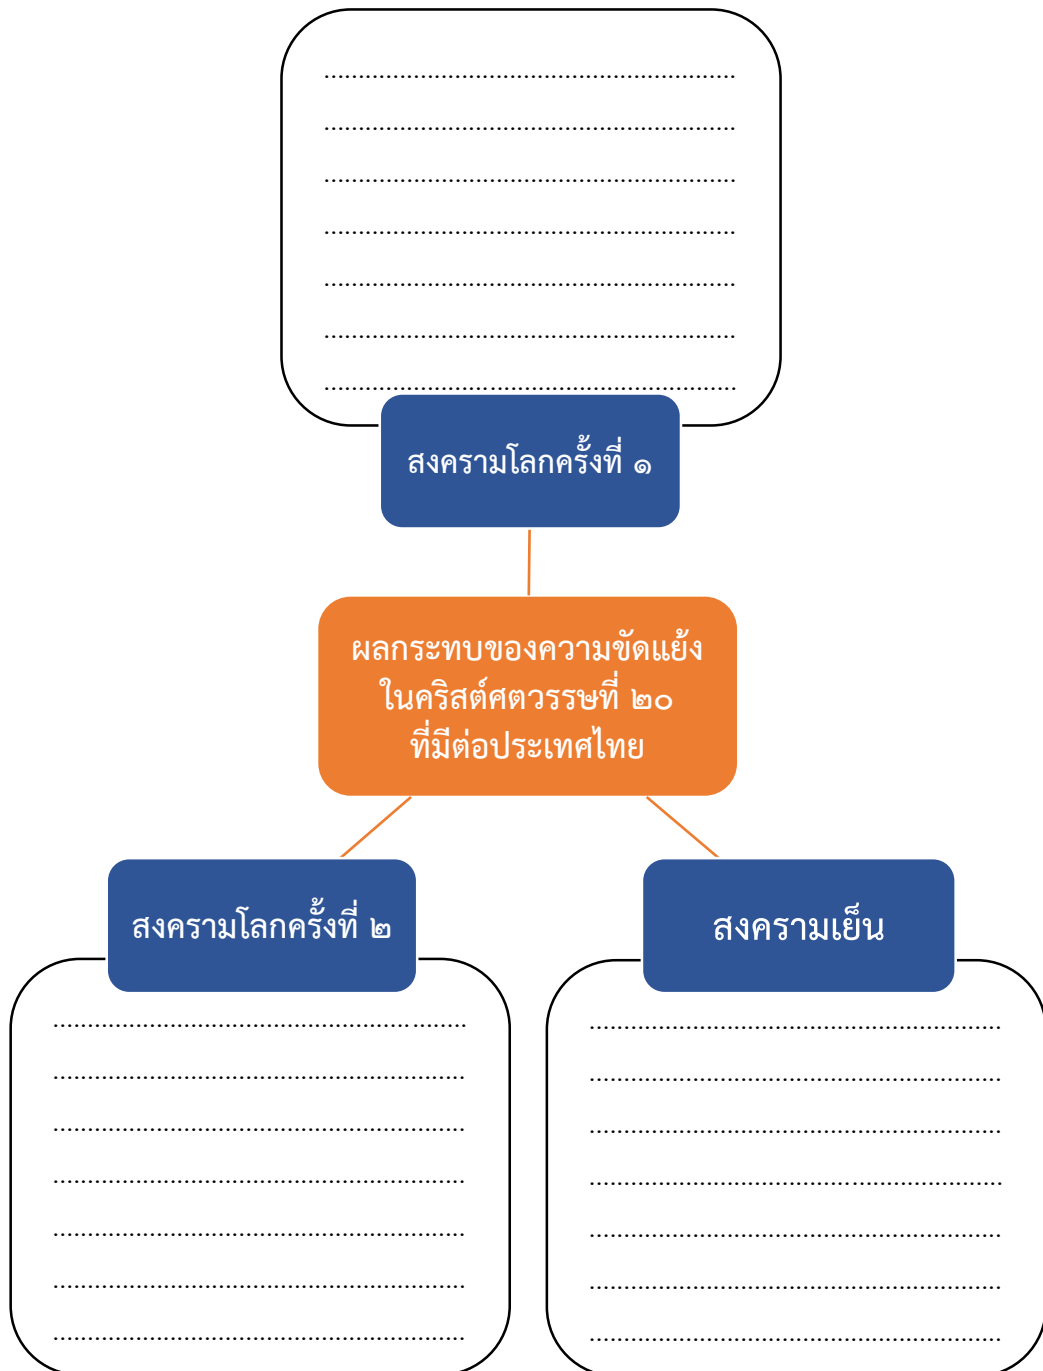 สงครามโลกครั้งที่ ๑
ผลกระทบของความขัดแย้ง
ในคริสต์ศตวรรษที่ ๒๐
ที่มีต่อประเทศไทย
สงครามโลกครั้งที่ ๒
สงครามเย็น